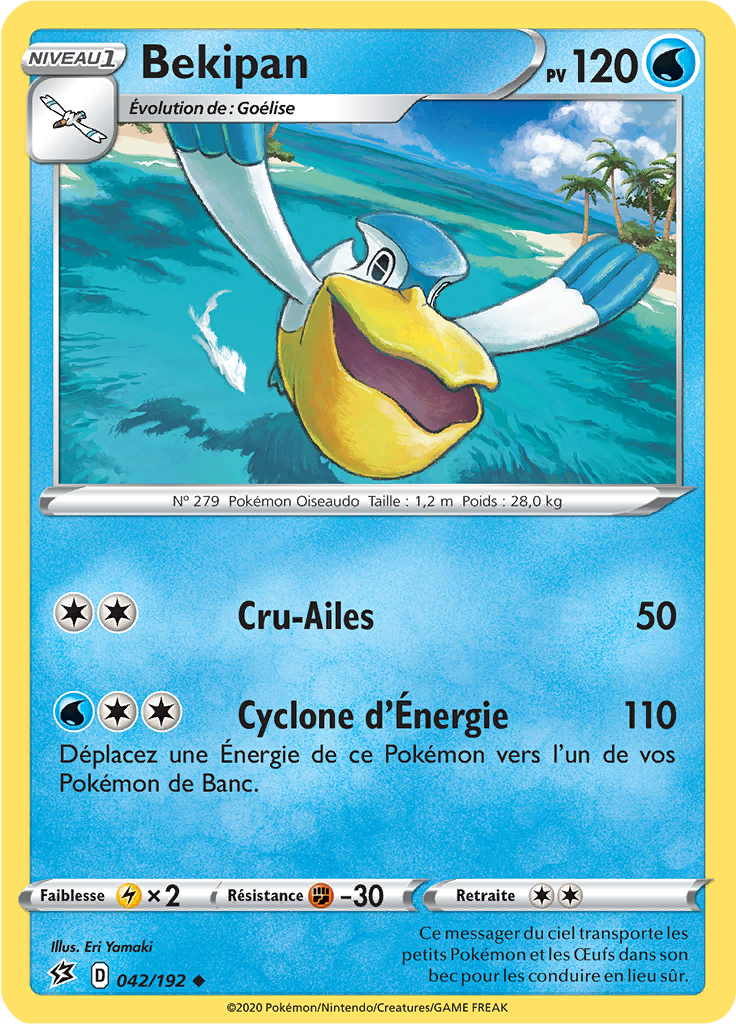 NIVEAU 1
Bekipan
PV 120
Évolution de : Goélise
Nº 279 Pokémon Oiseaudo Taille : 1,2 m Poids : 28,0 kg
Cru-Ailes 50
Cyclone d'Énergie 110
Déplacez une Énergie de ce Pokémon vers l'un de vos
Pokémon de Banc.
Faiblesse ×2 Résistance -30 Retraite
Illus. Eri Yamaki
D 042/192
Ce messager du ciel transporte les
petits Pokémon et les Œufs dans son
bec pour les conduire en lieu sûr.
©2020 Pokémon/Nintendo/Creatures/GAME FREAK